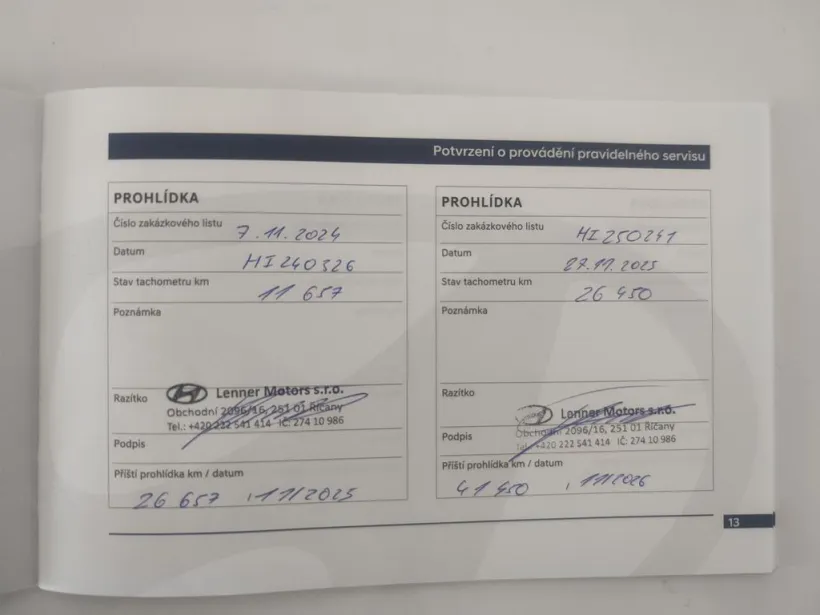 Potvrzení o provádění pravidelného servisu
PROHLÍDKA
Číslo zakázkového listu 7.11.2024
Datum HI240326
Stav tachometru km 11 657
Poznámka
Razítko Lenner Motors s.r.o.
Obchodní 2096/16, 251 01 Říčany
Tel.: +420 222 541 414 IČ: 274 10 986
Podpis
Příští prohlídka km / datum
26 657 , 11/2025
PROHLÍDKA
Číslo zakázkového listu HI250241
Datum 27.11.2025
Stav tachometru km 26 450
Poznámka
Razítko
Lenner Motors s.r.o.
Obchodní 2096/16, 251 01 Říčany
Podpis Tel.: +420 222 541 414 IČ: 274 10 986
Příští prohlídka km / datum
41 450 , 11/2026
13